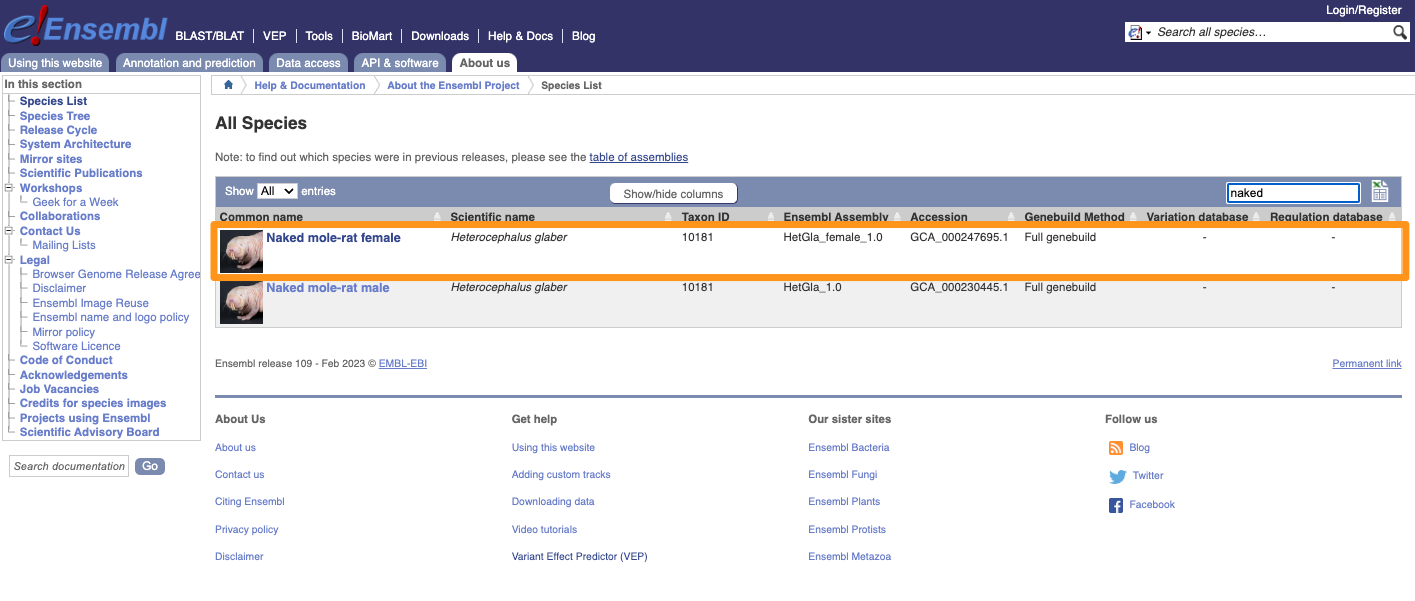 Login/Register
e!Ensembl BLAST/BLAT VEP Tools BioMart Downloads Help & Docs Blog
Search all species…
Using this website Annotation and prediction Data access API & software About us
In this section
Species List
Species Tree
Release Cycle
System Architecture
Mirror sites
Scientific Publications
Workshops
Geek for a Week
Collaborations
Contact Us
Mailing Lists
Legal
Browser Genome Release Agree
Disclaimer
Ensembl Image Reuse
Ensembl name and logo policy
Mirror policy
Software Licence
Code of Conduct
Acknowledgements
Job Vacancies
Credits for species images
Projects using Ensembl
Scientific Advisory Board
Search documentation Go
Help & Documentation About the Ensembl Project Species List
All Species
Note: to find out which species were in previous releases, please see the table of assemblies
Show All entries Show/hide columns naked
Common name Scientific name Taxon ID Ensembl Assembly Accession Genebuild Method Variation database Regulation database
Naked mole-rat female Heterocephalus glaber 10181 HetGla_female_1.0 GCA_000247695.1 Full genebuild - -
Naked mole-rat male Heterocephalus glaber 10181 HetGla_1.0 GCA_000230445.1 Full genebuild - -
Ensembl release 109 - Feb 2023 © EMBL-EBI Permanent link
About Us Get help Our sister sites Follow us
About us Using this website Ensembl Bacteria Blog
Contact us Adding custom tracks Ensembl Fungi Twitter
Citing Ensembl Downloading data Ensembl Plants Facebook
Privacy policy Video tutorials Ensembl Protists
Disclaimer Variant Effect Predictor (VEP) Ensembl Metazoa